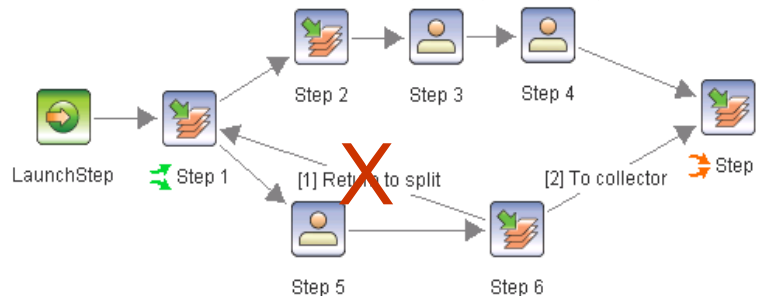 Step 2
Step 3
Step 4
LaunchStep
Step 1
[1] Return to split
X
[2] To collector
Step
Step 5
Step 6